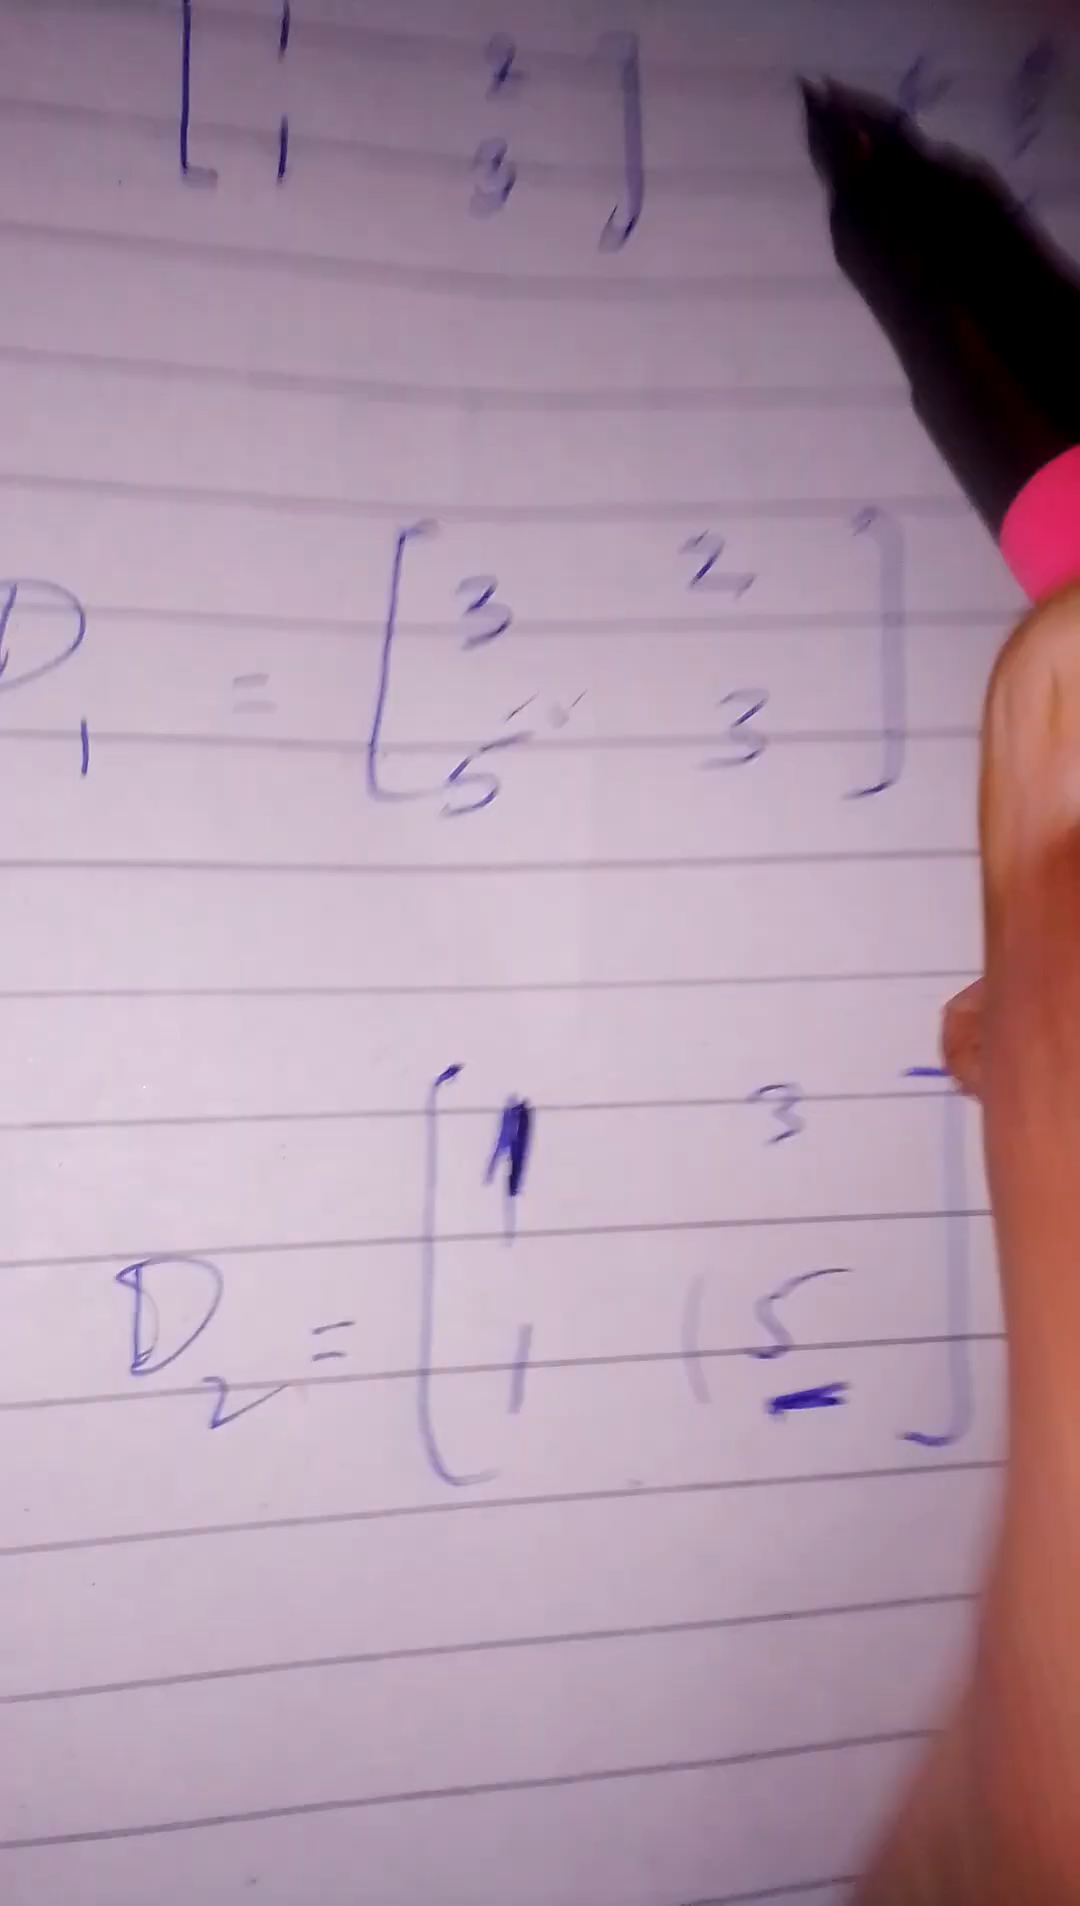 [ 1 2 ]
1 3
D₁ = [ 3 2 ]
5 3
D₂ = [ 1 3 ]
1 5